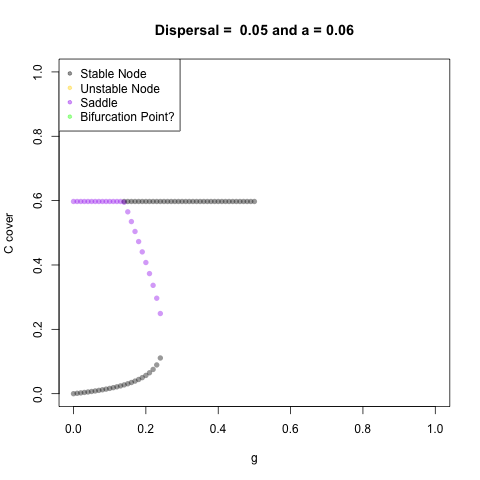 Dispersal =  0.05 and a = 0.06
Stable Node
Unstable Node
Saddle
Bifurcation Point?
C cover
1.0
0.8
0.6
0.4
0.2
0.0
0.0 0.2 0.4 0.6 0.8 1.0
g